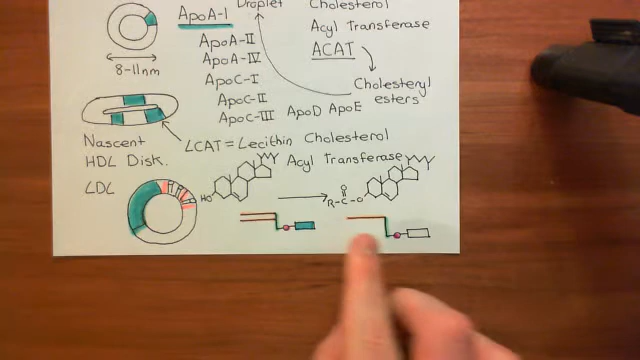 Droplet
Cholesterol
ApoA-I
Acyl Transferase
ApoA-II
ACAT
ApoA-IV
8-11nm
ApoC-I
Cholesteryl
esters
ApoC-II
ApoC-III ApoD ApoE
Nascent
HDL Disk.
LCAT = Lecithin Cholesterol
Acyl Transferase
LDL
HO
R-C-O
O